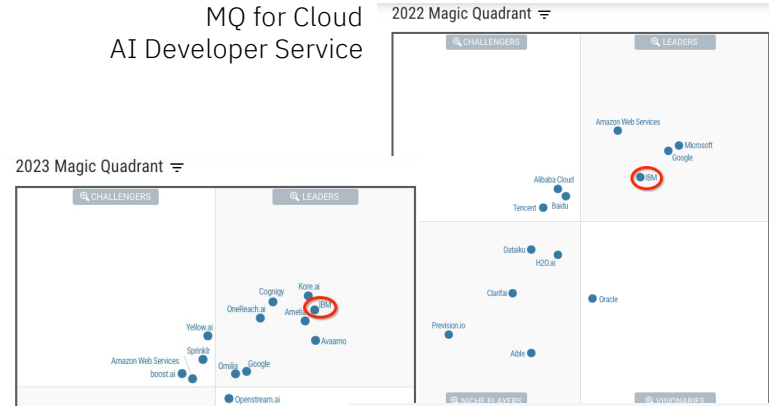 MQ for Cloud
AI Developer Service
2022 Magic Quadrant
CHALLENGERS
LEADERS
Amazon Web Services
Microsoft
Google
IBM
Alibaba Cloud
Tencent
Baidu
Dataiku
H2O.ai
Clarifai
Oracle
Prevision.io
Aible
NICHE PLAYERS
VISIONARIES
2023 Magic Quadrant
CHALLENGERS
LEADERS
Kore.ai
Cognigy
IBM
OneReach.ai
Amelia
Yellow.ai
Avaamo
Sprinklr
Amazon Web Services
Google
Omilia
boost.ai
Openstream.ai